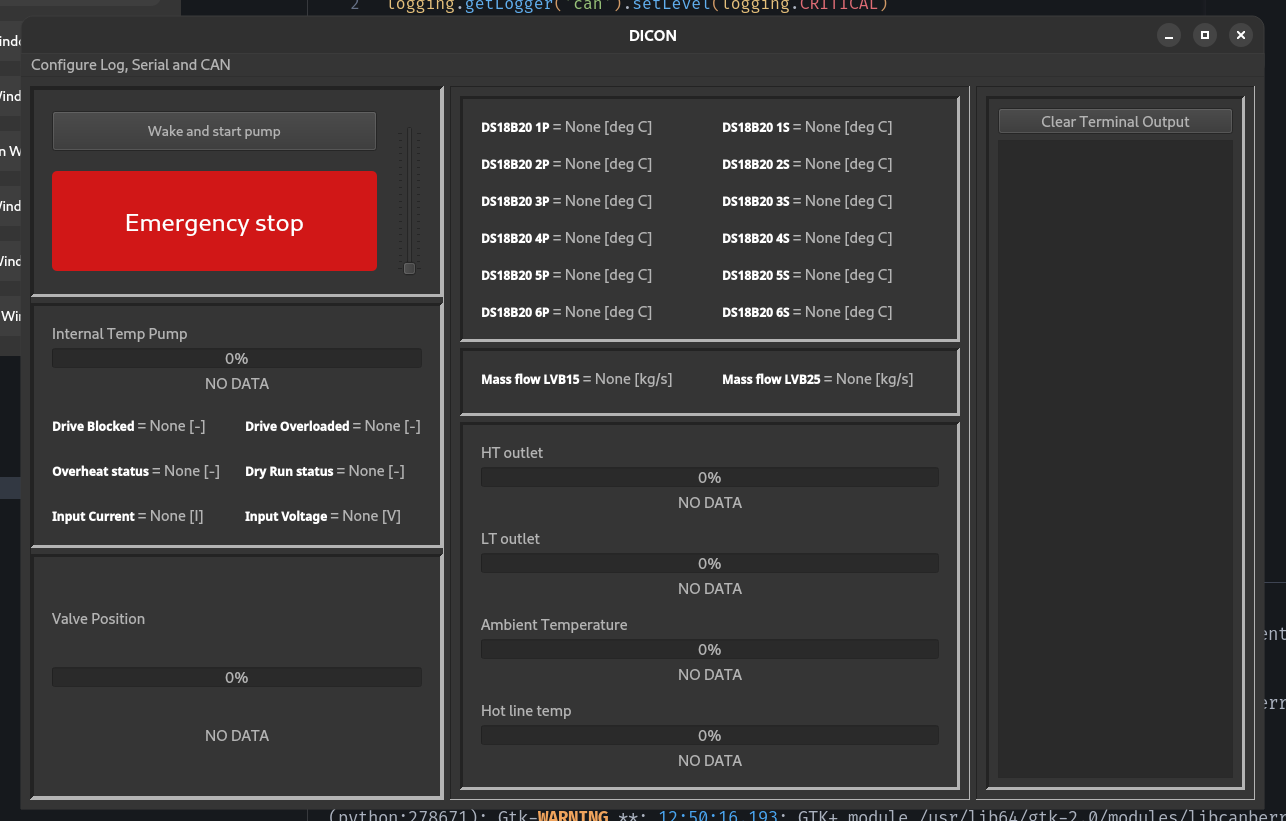 2 logging.getLogger('can').setLevel(logging.CRITICAL)
DICON
Configure Log, Serial and CAN
Wake and start pump
Emergency stop
Internal Temp Pump
0%
NO DATA
Drive Blocked = None [-] Drive Overloaded = None [-]
Overheat status = None [-] Dry Run status = None [-]
Input Current = None [I] Input Voltage = None [V]
Valve Position
0%
NO DATA
DS18B20 1P = None [deg C] DS18B20 1S = None [deg C]
DS18B20 2P = None [deg C] DS18B20 2S = None [deg C]
DS18B20 3P = None [deg C] DS18B20 3S = None [deg C]
DS18B20 4P = None [deg C] DS18B20 4S = None [deg C]
DS18B20 5P = None [deg C] DS18B20 5S = None [deg C]
DS18B20 6P = None [deg C] DS18B20 6S = None [deg C]
Mass flow LVB15 = None [kg/s] Mass flow LVB25 = None [kg/s]
HT outlet
0%
NO DATA
LT outlet
0%
NO DATA
Ambient Temperature
0%
NO DATA
Hot line temp
0%
NO DATA
Clear Terminal Output
(python:278671): Gtk-WARNING **: 12:50:16.193: GTK+ module /usr/lib64/gtk-2.0/modules/libcanberr